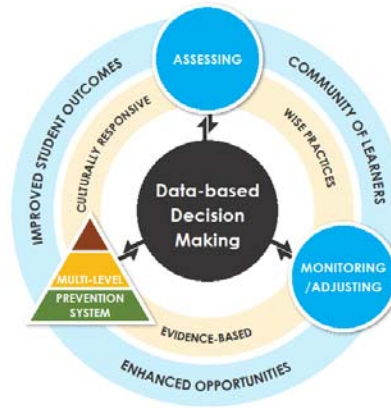 ASSESSING
IMPROVED STUDENT OUTCOMES
COMMUNITY OF LEARNERS
CULTURALLY RESPONSIVE
WISE PRACTICES
Data-based
Decision
Making
MULTI-LEVEL
PREVENTION
SYSTEM
MONITORING
/ADJUSTING
EVIDENCE-BASED
ENHANCED OPPORTUNITIES